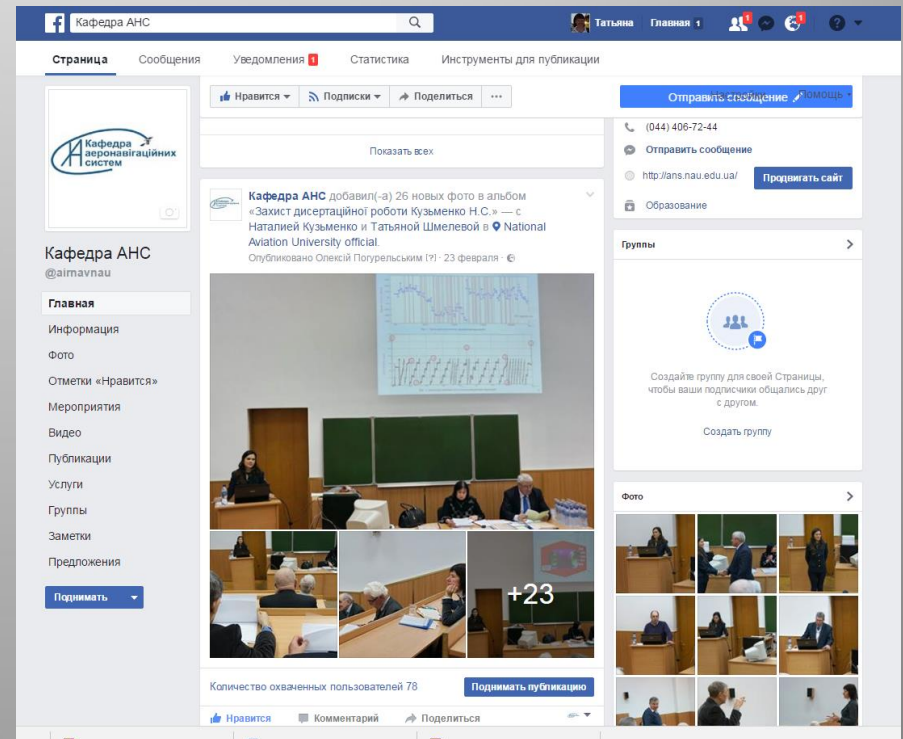 Кафедра АНС
Татьяна Главная 1
1
1
Страница Сообщения Уведомления 1 Статистика Инструменты для публикации
Кафедра
аеронавігаційних
систем
Кафедра АНС
@airnavnau
Главная
Информация
Фото
Отметки «Нравится»
Мероприятия
Видео
Публикации
Услуги
Группы
Заметки
Предложения
Поднимать
Нравится Подписки Поделиться ...
Показать всех
Кафедра АНС добавил(-а) 26 новых фото в альбом
«Захист дисертаційної роботи Кузьменко Н.С.» — с
Наталией Кузьменко и Татьяной Шмелевой в National
Aviation University official.
Опубликовано Олексій Погурельським [?] · 23 февраля ·
+23
Количество охваченных пользователей 78
Поднимать публикацию
Нравится Комментарий Поделиться
Отправить сообщение
Помощь
(044) 406-72-44
Отправить сообщение
http://ans.nau.edu.ua/
Продвигать сайт
Образование
Группы
Создайте группу для своей Страницы,
чтобы ваши подписчики общались друг
с другом.
Создать группу
Фото